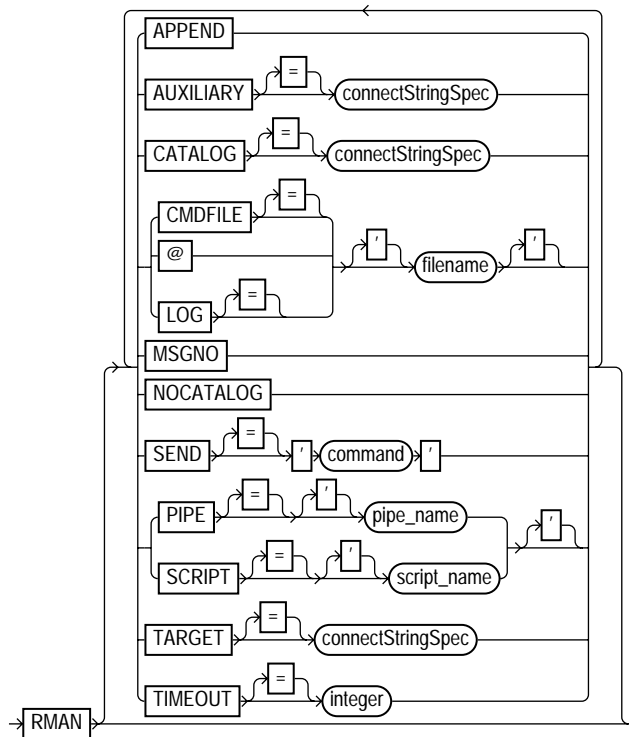 APPEND
AUXILIARY = connectStringSpec
CATALOG = connectStringSpec
CMDFILE =
@ ' filename '
LOG =
MSGNO
NOCATALOG
SEND = ' command '
PIPE = ' pipe_name '
SCRIPT = ' script_name
TARGET = connectStringSpec
TIMEOUT = integer
RMAN